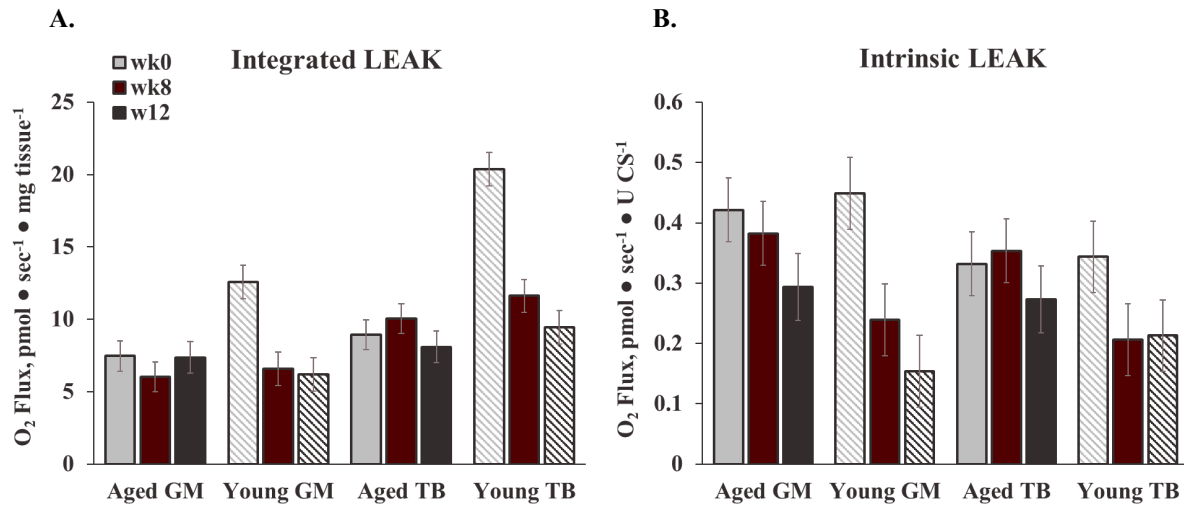 A.
Integrated LEAK
wk0
wk8
w12
O₂ Flux, pmol ● sec⁻¹ ● mg tissue⁻¹
25
20
15
10
5
0
Aged GM Young GM Aged TB Young TB
B.
Intrinsic LEAK
O₂ Flux, pmol ● sec⁻¹ ● U CS⁻¹
0.6
0.5
0.4
0.3
0.2
0.1
0
Aged GM Young GM Aged TB Young TB